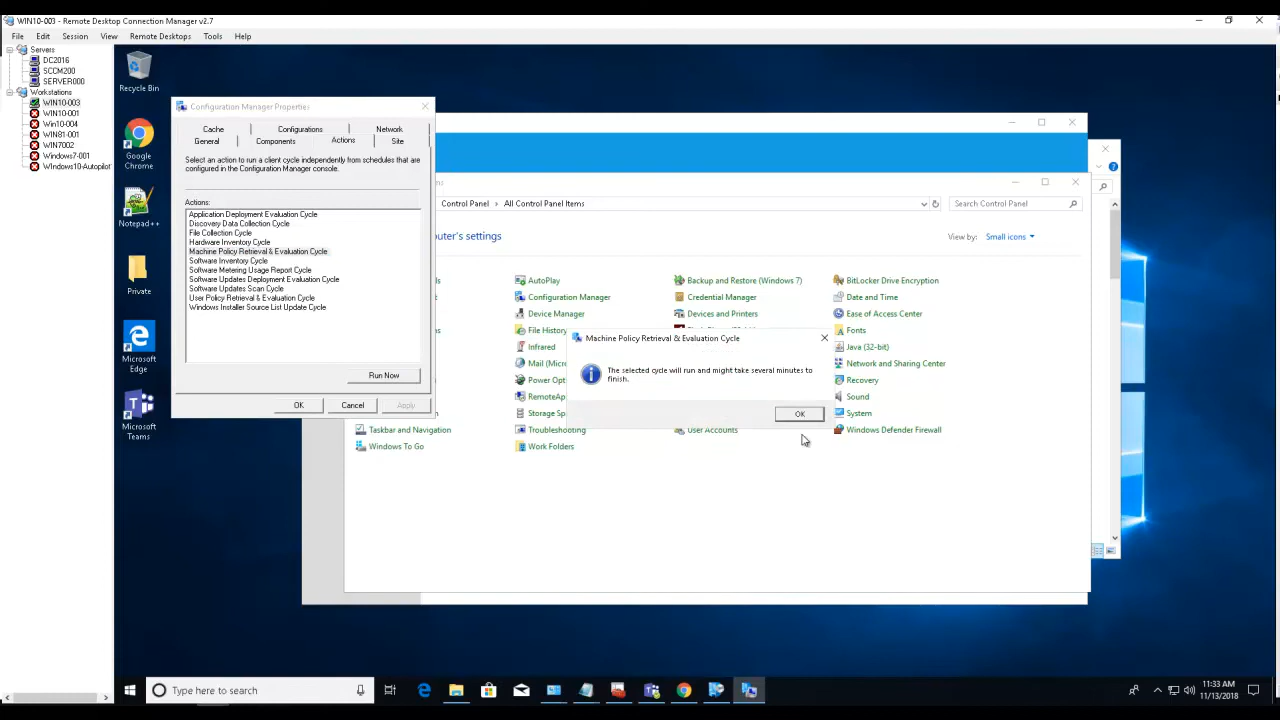 WIN10-003 - Remote Desktop Connection Manager v2.7
File Edit Session View Remote Desktops Tools Help
Servers
DC2016
SCCM200
SERVER000
Workstations
WIN10-003
WIN10-001
Win10-004
WIN81-001
WIN7002
Windows7-001
WIndows10-Autopilot
Recycle Bin
Google
Chrome
Notepad++
Private
Microsoft
Edge
Microsoft
Teams
Configuration Manager Properties
Cache Configurations Network
General Components Actions Site
Select an action to run a client cycle independently from schedules that are
configured in the Configuration Manager console.
Actions:
Application Deployment Evaluation Cycle
Discovery Data Collection Cycle
File Collection Cycle
Hardware Inventory Cycle
Machine Policy Retrieval & Evaluation Cycle
Software Inventory Cycle
Software Metering Usage Report Cycle
Software Updates Deployment Evaluation Cycle
Software Updates Scan Cycle
User Policy Retrieval & Evaluation Cycle
Windows Installer Source List Update Cycle
Run Now
OK Cancel Apply
Control Panel All Control Panel Items
Search Control Panel
View by: Small icons
AutoPlay Backup and Restore (Windows 7) BitLocker Drive Encryption
Configuration Manager Credential Manager Date and Time
Device Manager Devices and Printers Ease of Access Center
File History Fonts
Infrared Java (32-bit)
Network and Sharing Center
Recovery
Sound
System
Taskbar and Navigation Troubleshooting User Accounts Windows Defender Firewall
Windows To Go Work Folders
Machine Policy Retrieval & Evaluation Cycle
The selected cycle will run and might take several minutes to
finish.
OK
Type here to search
11:33 AM
11/13/2018